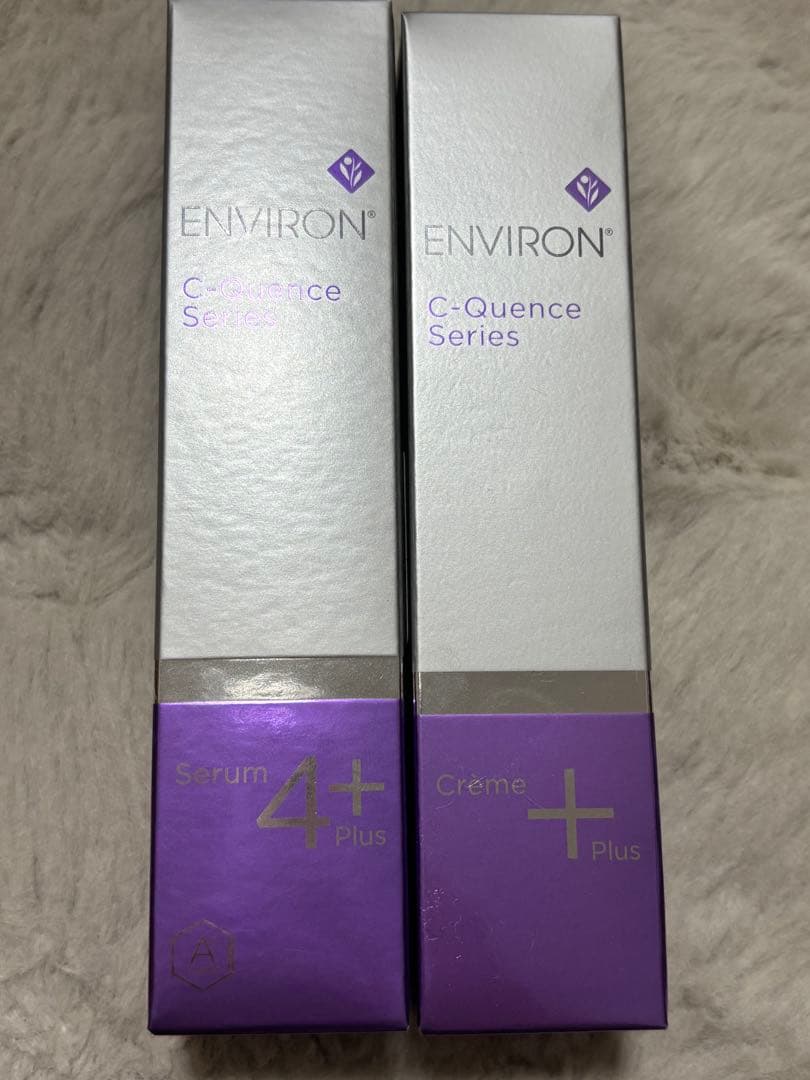 ENVIRON®
C-Quence
Series
Serum 4+
Plus
A
ENVIRON®
C-Quence
Series
Crème +
Plus